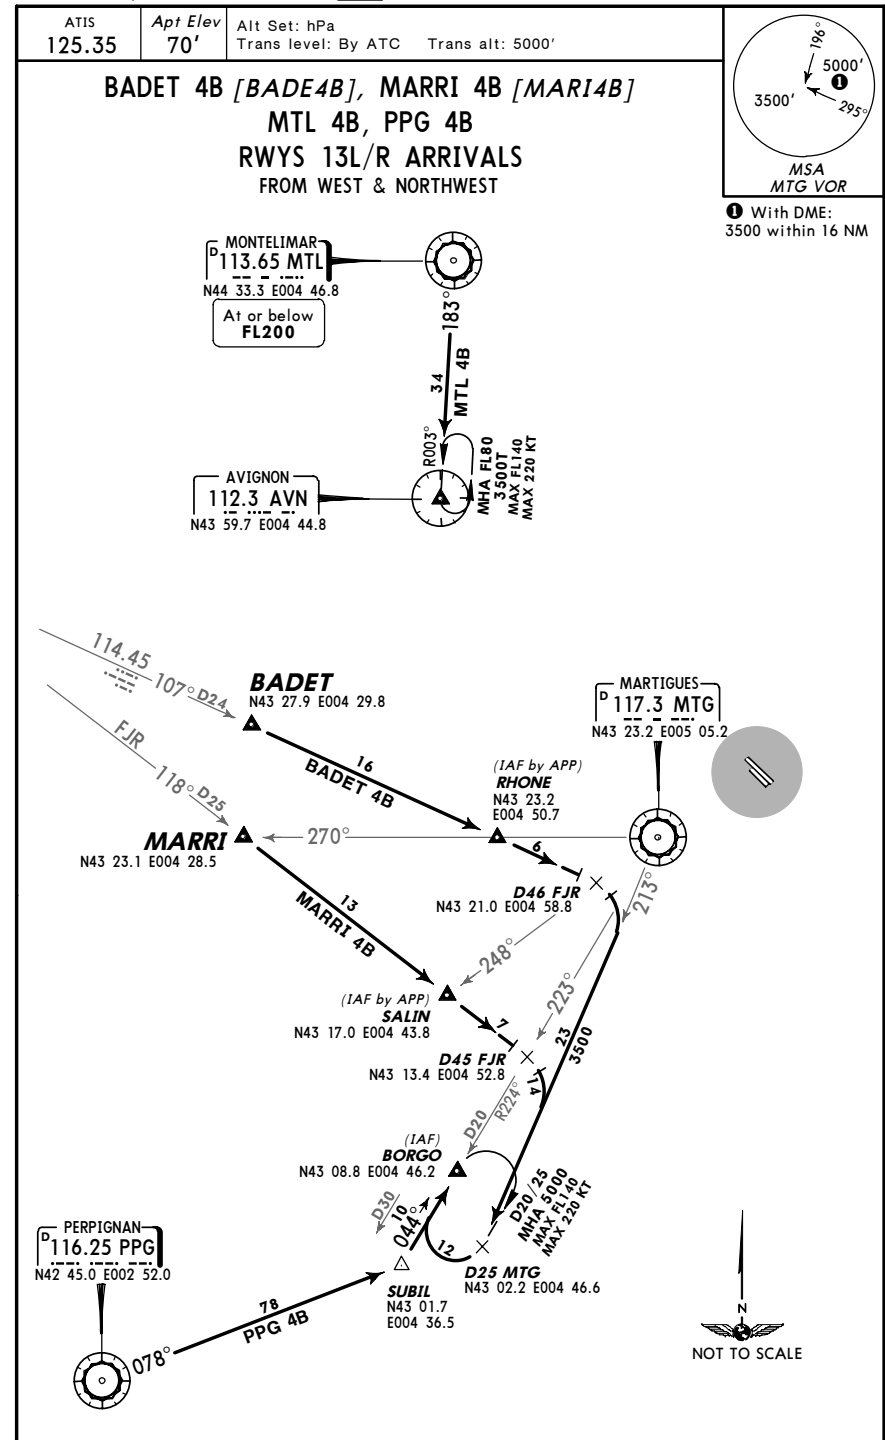 ATIS
125.35
Apt Elev
70'
Alt Set: hPa
Trans level: By ATC Trans alt: 5000'
196°
5000'
1
3500'
295°
MSA
MTG VOR
1 With DME:
3500 within 16 NM
BADET 4B [BADE4B], MARRI 4B [MARI4B]
MTL 4B, PPG 4B
RWYS 13L/R ARRIVALS
FROM WEST & NORTHWEST
MONTELIMAR
D 113.65 MTL
N44 33.3 E004 46.8
At or below
FL200
183°
34
MTL 4B
R003°
MHA FL80
3500T
MAX FL140
MAX 220 KT
AVIGNON
112.3 AVN
N43 59.7 E004 44.8
114.45
107° D24
BADET
N43 27.9 E004 29.8
FJR
118° D25
MARTIGUES
D 117.3 MTG
N43 23.2 E005 05.2
16
BADET 4B
(IAF by APP)
RHONE
N43 23.2
E004 50.7
MARRI
N43 23.1 E004 28.5
270°
6
D46 FJR
N43 21.0 E004 58.8
213°
13
MARRI 4B
248°
223°
(IAF by APP)
SALIN
N43 17.0 E004 43.8
7
23
3500
D45 FJR
N43 13.4 E004 52.8
14
D20
R224°
(IAF)
BORGO
N43 08.8 E004 46.2
D30
10
044°
12
D20/25
MHA 5000
MAX FL140
MAX 220 KT
D25 MTG
N43 02.2 E004 46.6
SUBIL
N43 01.7
E004 36.5
PERPIGNAN
D 116.25 PPG
N42 45.0 E002 52.0
078°
78
PPG 4B
N
NOT TO SCALE